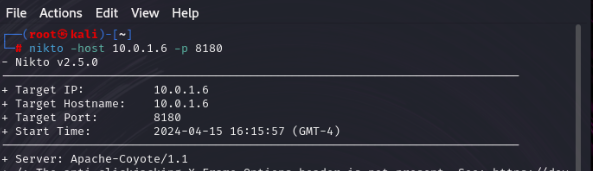 File Actions Edit View Help
┌──(root㉿kali)-[~]
└─# nikto -host 10.0.1.6 -p 8180
- Nikto v2.5.0
+ Target IP: 10.0.1.6
+ Target Hostname: 10.0.1.6
+ Target Port: 8180
+ Start Time: 2024-04-15 16:15:57 (GMT-4)
+ Server: Apache-Coyote/1.1
+ /: The anti-clickjacking X-Frame-Options header is not present. See: https://dev